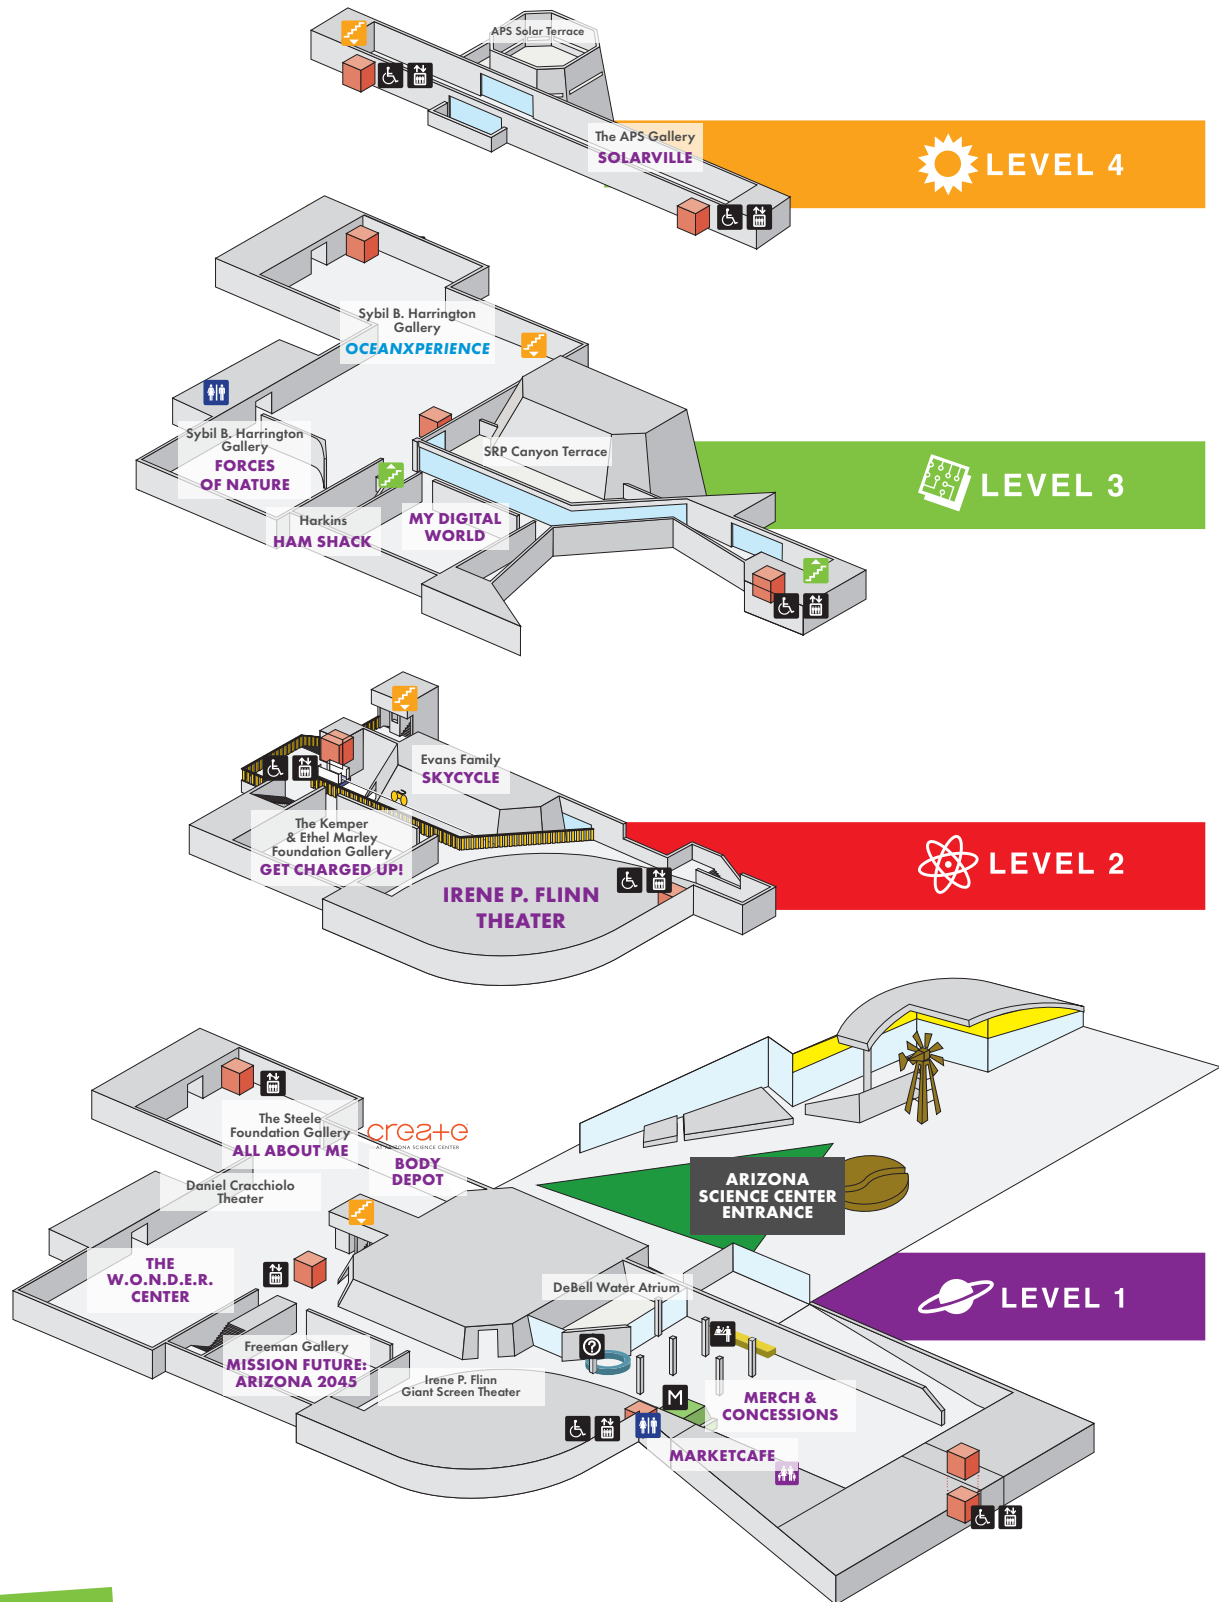 APS Solar Terrace
The APS Gallery
SOLARVILLE
LEVEL 4
Sybil B. Harrington
Gallery
OCEANXPERIENCE
Sybil B. Harrington
Gallery
FORCES
OF NATURE
SRP Canyon Terrace
LEVEL 3
Harkins
HAM SHACK
MY DIGITAL
WORLD
Evans Family
SKYCYCLE
The Kemper
& Ethel Marley
Foundation Gallery
GET CHARGED UP!
LEVEL 2
IRENE P. FLINN
THEATER
The Steele
Foundation Gallery
ALL ABOUT ME
create
AT ARIZONA SCIENCE CENTER
BODY
DEPOT
Daniel Cracchiolo
Theater
ARIZONA
SCIENCE CENTER
ENTRANCE
THE
W.O.N.D.E.R.
CENTER
DeBell Water Atrium
LEVEL 1
?
Freeman Gallery
MISSION FUTURE:
ARIZONA 2045
Irene P. Flinn
Giant Screen Theater
M
MERCH &
CONCESSIONS
MARKETCAFE